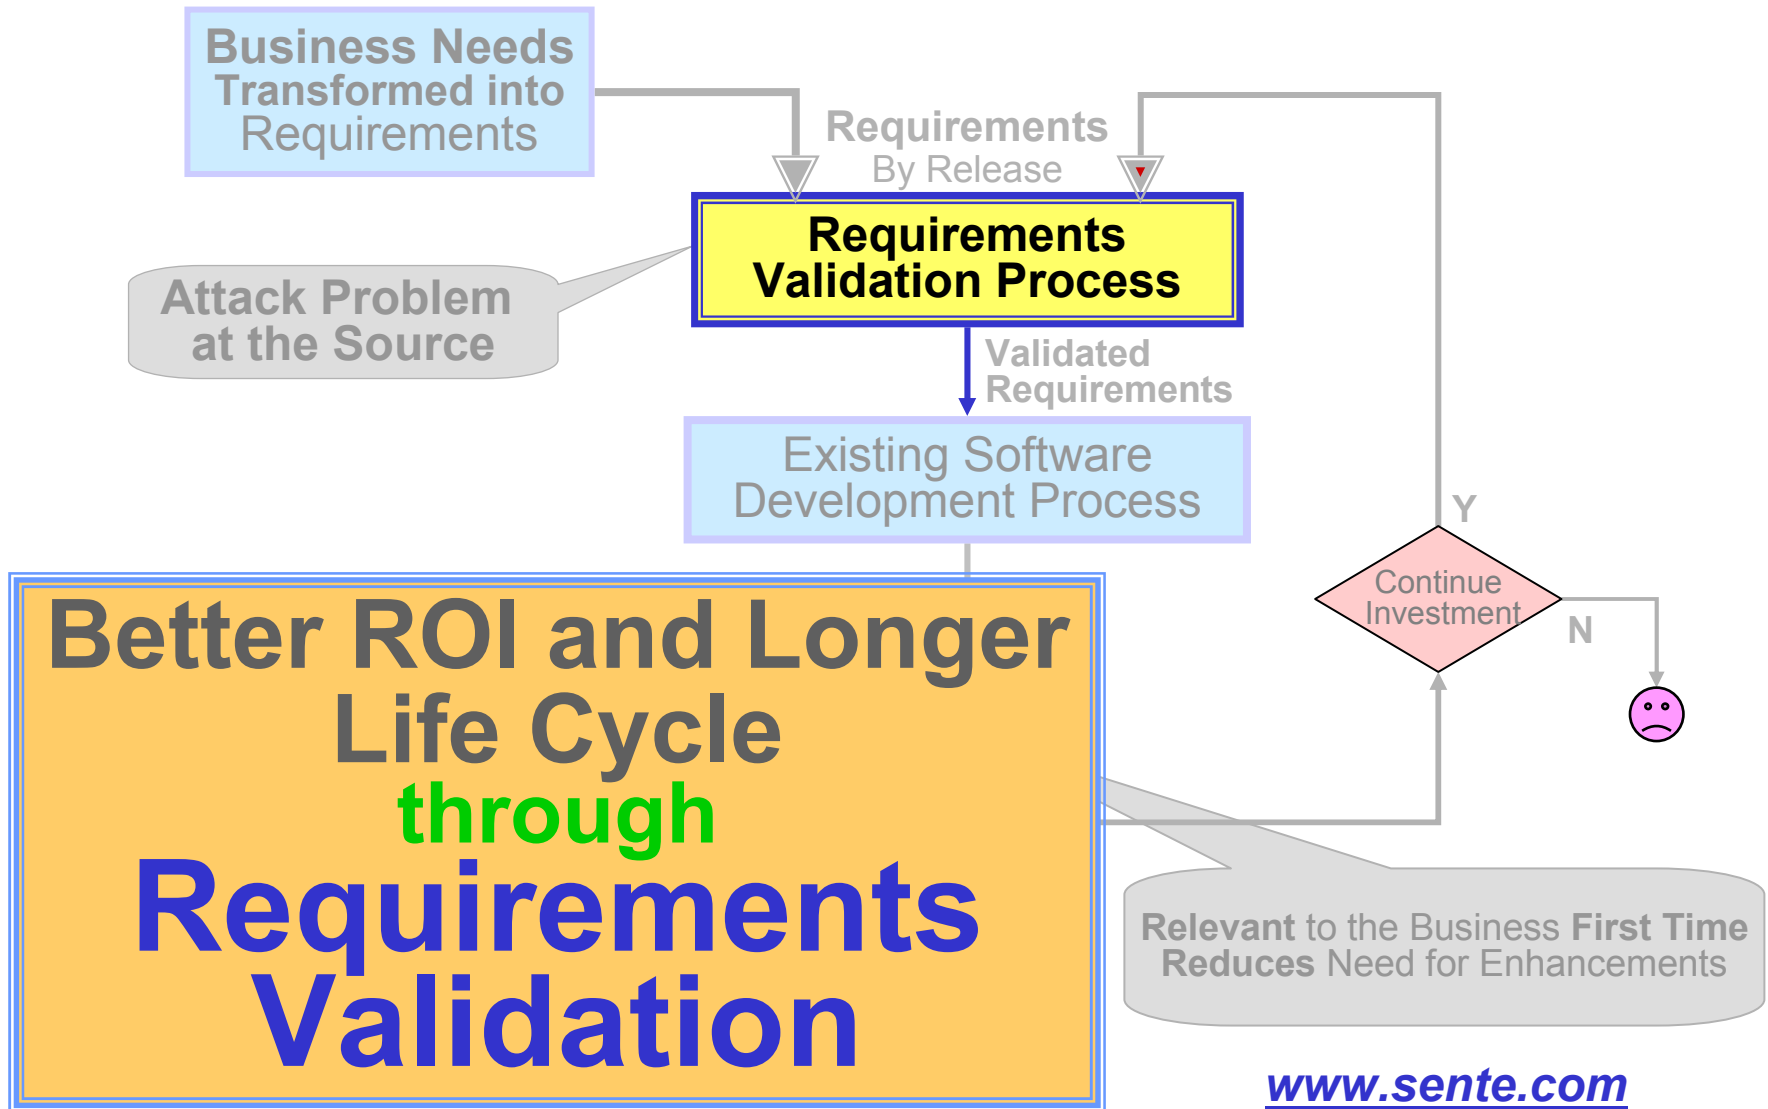 Business Needs
Transformed into
Requirements
Requirements
By Release
Requirements
Validation Process
Attack Problem
at the Source
Validated
Requirements
Existing Software
Development Process
Y
Continue
Investment
N
Better ROI and Longer
Life Cycle
through
Requirements
Validation
Relevant to the Business First Time
Reduces Need for Enhancements
www.sente.com